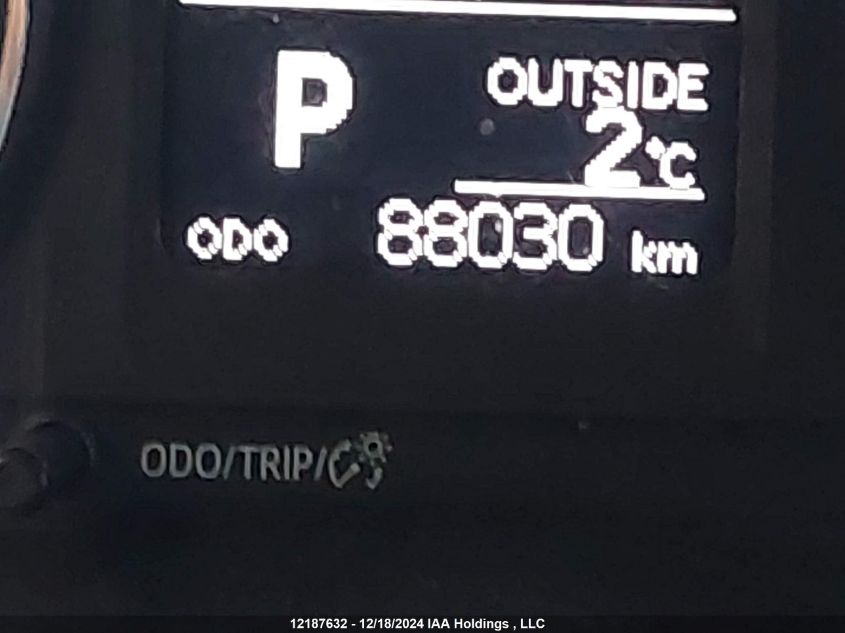 P
OUTSIDE
2°C
ODO 88030 km
ODO/TRIP/
12187632 - 12/18/2024 IAA Holdings , LLC